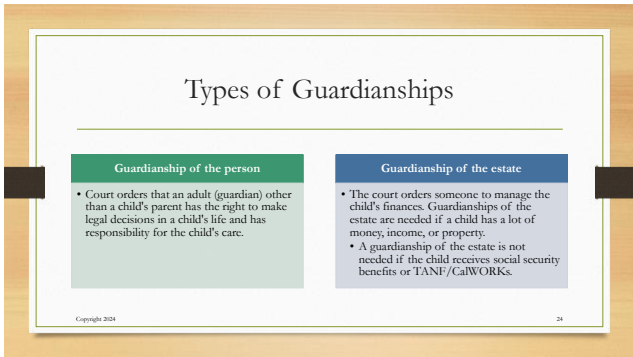 Types of Guardianships
Guardianship of the person
• Court orders that an adult (guardian) other
than a child's parent has the right to make
legal decisions in a child's life and has
responsibility for the child's care.
Guardianship of the estate
• The court orders someone to manage the
child's finances. Guardianships of the
estate are needed if a child has a lot of
money, income, or property.
• A guardianship of the estate is not
needed if the child receives social security
benefits or TANF/CalWORKs.
Copyright 2024
24